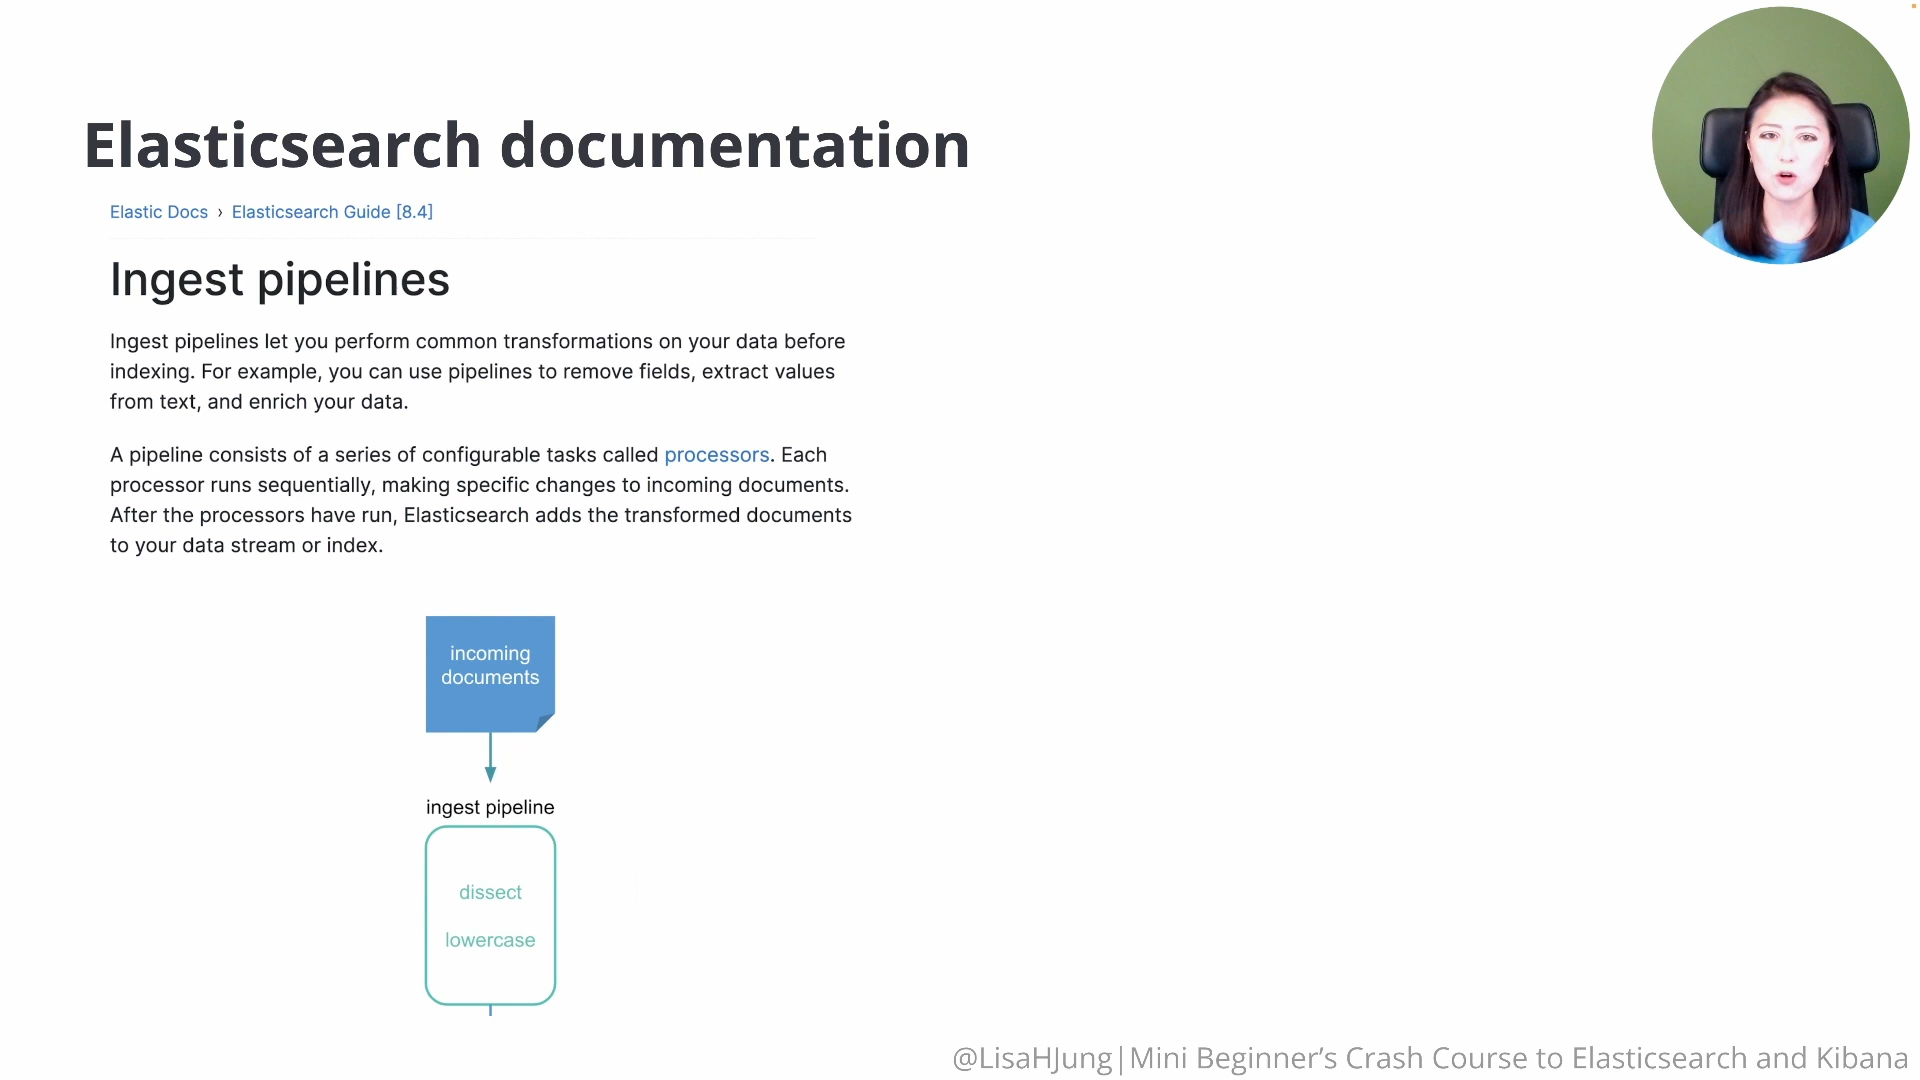 Elasticsearch documentation
Elastic Docs › Elasticsearch Guide [8.4]
Ingest pipelines
Ingest pipelines let you perform common transformations on your data before
indexing. For example, you can use pipelines to remove fields, extract values
from text, and enrich your data.
A pipeline consists of a series of configurable tasks called processors. Each
processor runs sequentially, making specific changes to incoming documents.
After the processors have run, Elasticsearch adds the transformed documents
to your data stream or index.
incoming
documents
ingest pipeline
dissect
lowercase
@LisaHJung|Mini Beginner’s Crash Course to Elasticsearch and Kibana